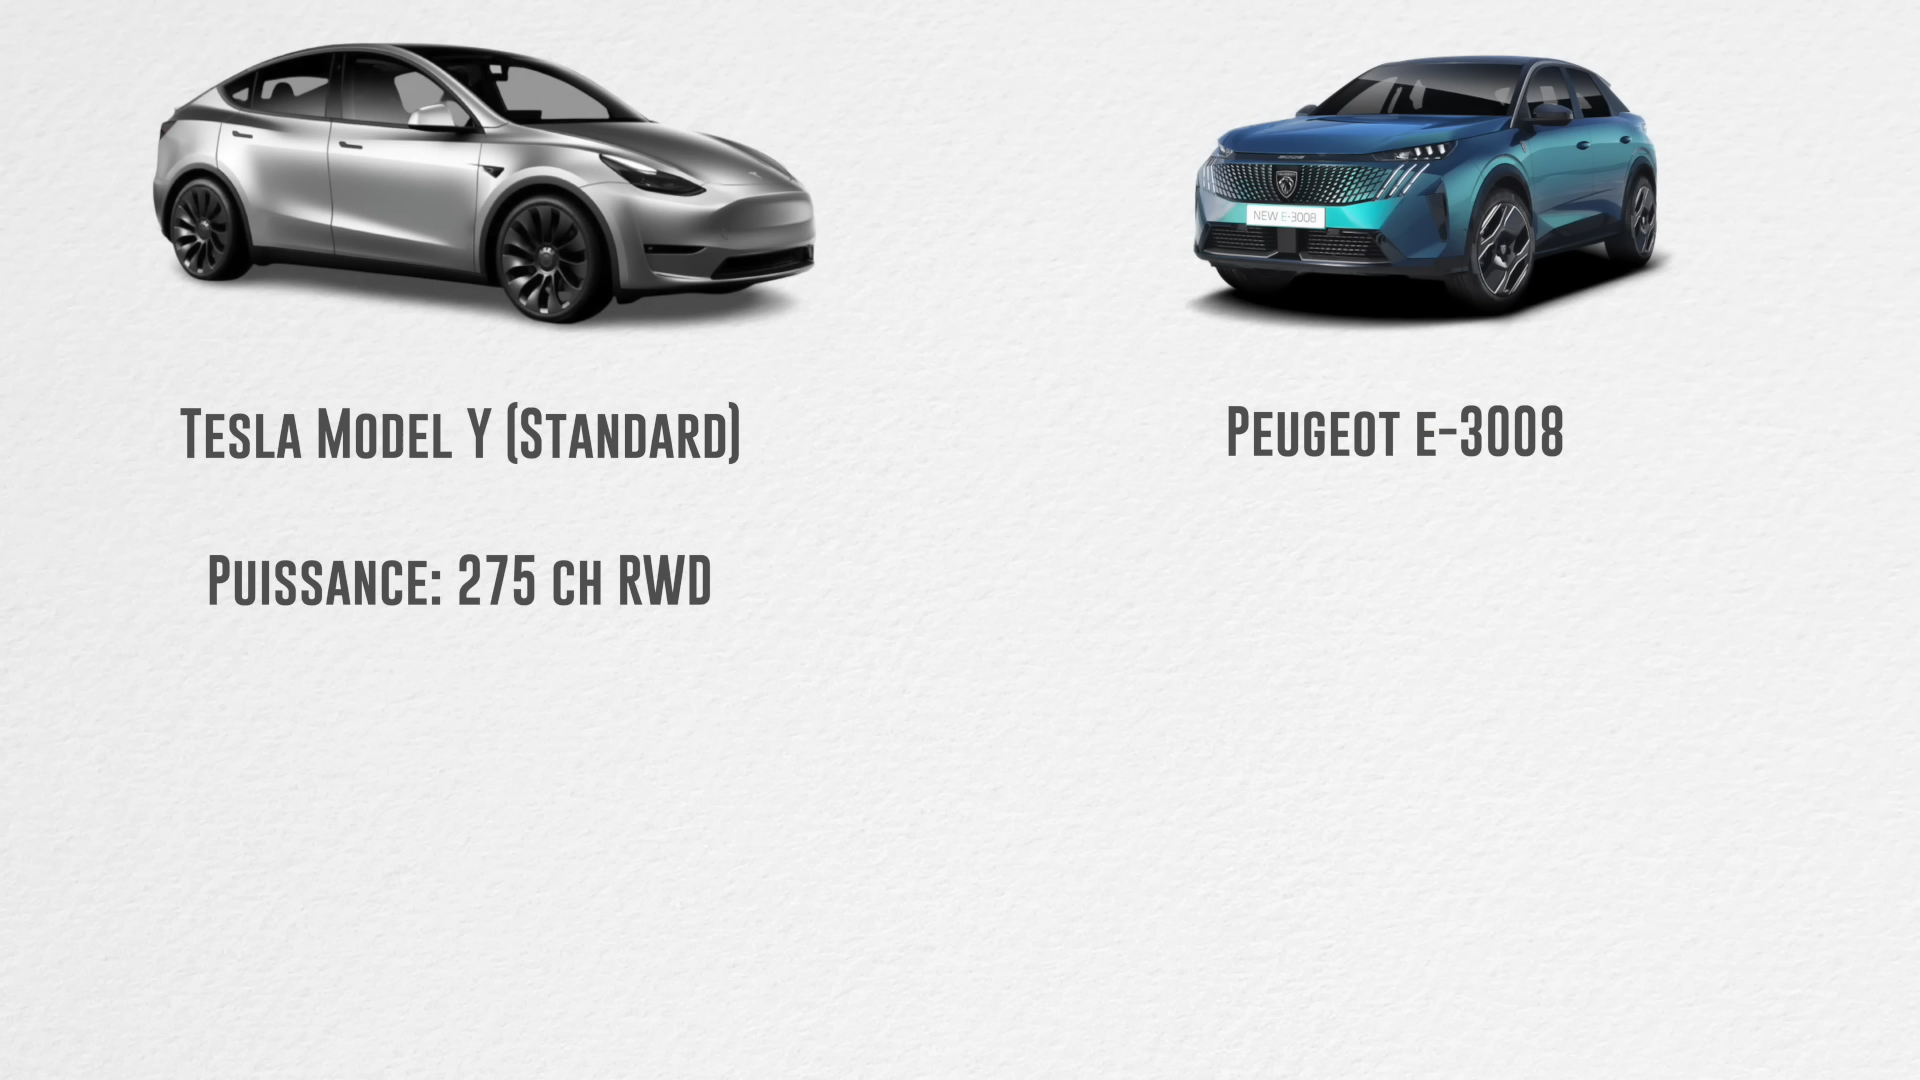 NEW E-3008
Tesla Model Y (Standard)
Peugeot e-3008
Puissance: 275 ch RWD